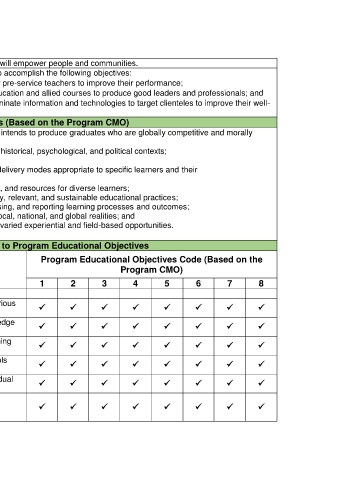 will empower people and communities.
o accomplish the following objectives:
pre-service teachers to improve their performance;
ucation and allied courses to produce good leaders and professionals; and
minate information and technologies to target clienteles to improve their well-
s (Based on the Program CMO)
intends to produce graduates who are globally competitive and morally
historical, psychological, and political contexts;
delivery modes appropriate to specific learners and their
, and resources for diverse learners;
y, relevant, and sustainable educational practices;
sing, and reporting learning processes and outcomes;
ocal, national, and global realities; and
varied experiential and field-based opportunities.
to Program Educational Objectives
Program Educational Objectives Code (Based on the
Program CMO)
1 2 3 4 5 6 7 8
rious ✓ ✓ ✓ ✓ ✓ ✓ ✓ ✓
edge ✓ ✓ ✓ ✓ ✓ ✓ ✓ ✓
ning ✓ ✓ ✓ ✓ ✓ ✓ ✓ ✓
ls ✓ ✓ ✓ ✓ ✓ ✓ ✓ ✓
dual ✓ ✓ ✓ ✓ ✓ ✓ ✓ ✓
✓ ✓ ✓ ✓ ✓ ✓ ✓ ✓